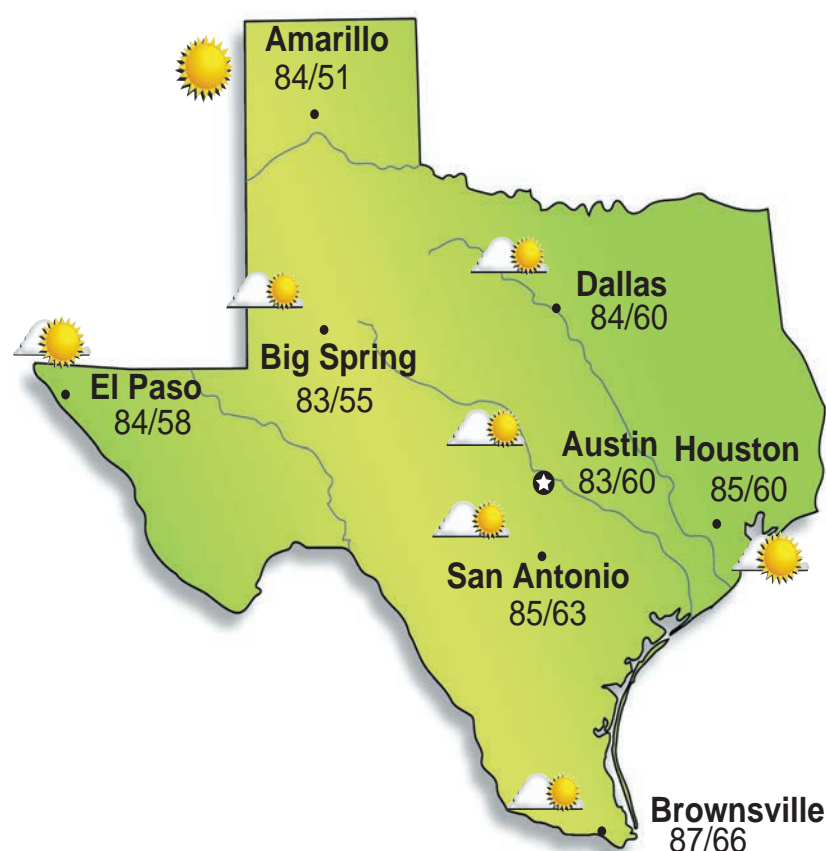 Amarillo
84/51
Dallas
84/60
Big Spring
83/55
El Paso
84/58
Austin
83/60
Houston
85/60
San Antonio
85/63
Brownsville
87/66